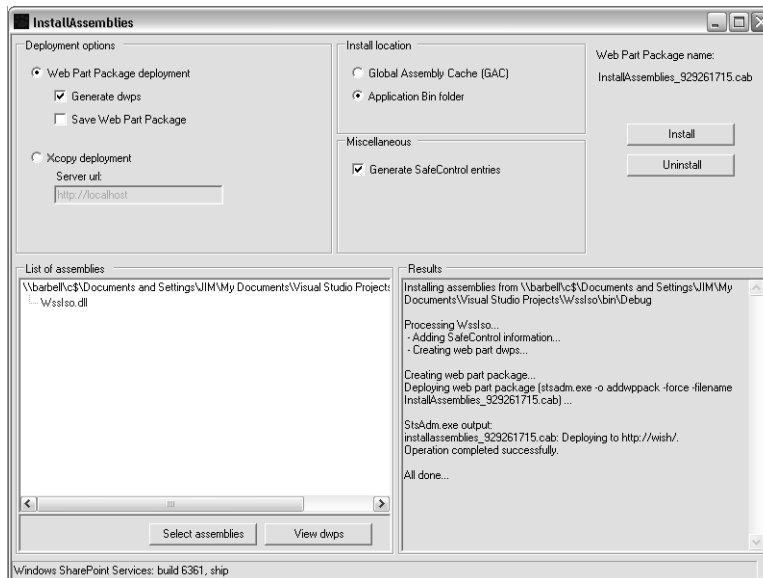 InstallAssemblies
Deployment options
Web Part Package deployment
Generate dwps
Save Web Part Package
Xcopy deployment
Server url:
http://localhost
Install location
Global Assembly Cache (GAC)
Application Bin folder
Miscellaneous
Generate SafeControl entries
Web Part Package name:
InstallAssemblies_929261715.cab
Install
Uninstall
List of assemblies
\\barbell\c$\Documents and Settings\JIM\My Documents\Visual Studio Projects
WssIso.dll
Select assemblies
View dwps
Results
Installing assemblies from \\barbell\c$\Documents and Settings\JIM\My
Documents\Visual Studio Projects\WssIso\bin\Debug
Processing WssIso...
- Adding SafeControl information...
- Creating web part dwps...
Creating web part package...
Deploying web part package (stsadm.exe -o addwppack -force -filename
InstallAssemblies_929261715.cab) ...
StsAdm.exe output:
installassemblies_929261715.cab: Deploying to http://wish/.
Operation completed successfully.
All done...
Windows SharePoint Services: build 6361, ship